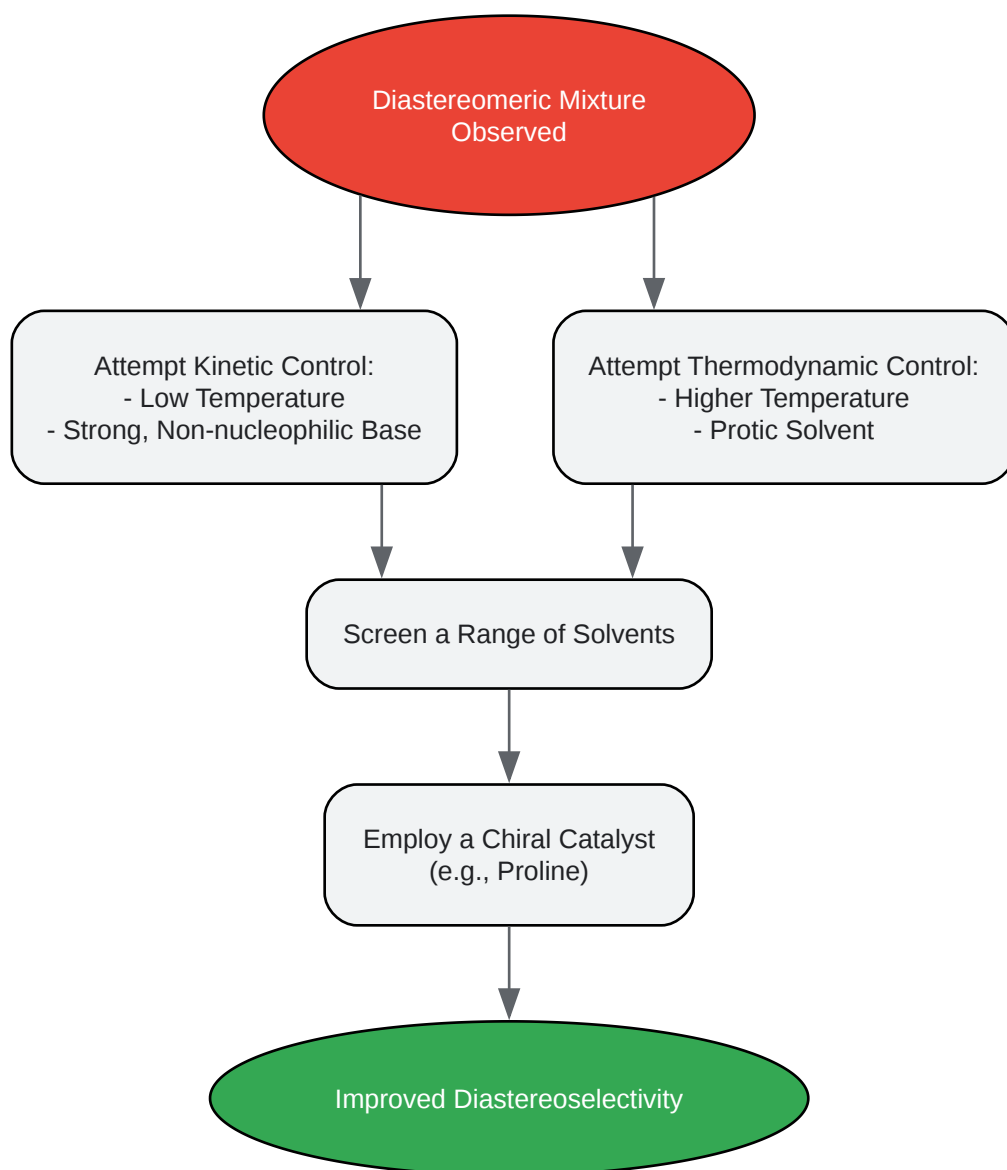 Diastereomeric Mixture
Observed
Attempt Kinetic Control:
- Low Temperature
- Strong, Non-nucleophilic Base
Attempt Thermodynamic Control:
- Higher Temperature
- Protic Solvent
Screen a Range of Solvents
Employ a Chiral Catalyst
(e.g., Proline)
Improved Diastereoselectivity